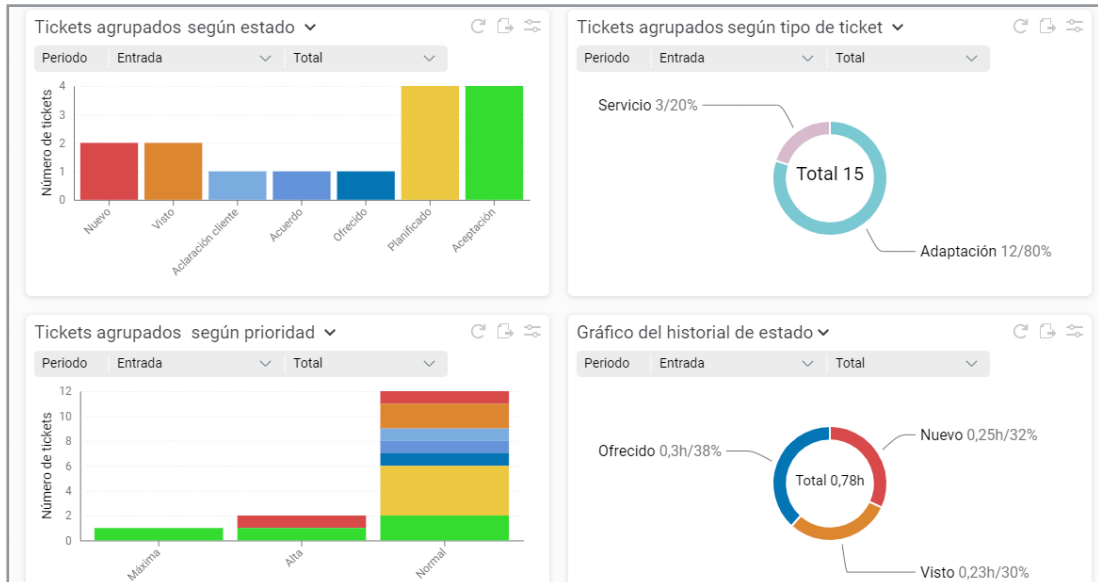 Tickets agrupados según estado
Periodo Entrada Total
Número de tickets
4
3
2
1
0
Nuevo
Visto
Aclaración cliente
Acuerdo
Ofrecido
Planificado
Aceptación
Tickets agrupados según tipo de ticket
Periodo Entrada Total
Servicio 3/20%
Total 15
Adaptación 12/80%
Tickets agrupados según prioridad
Periodo Entrada Total
Número de tickets
12
10
8
6
4
2
0
Máxima
Alta
Normal
Gráfico del historial de estado
Periodo Entrada Total
Ofrecido 0,3h/38%
Nuevo 0,25h/32%
Total 0,78h
Visto 0,23h/30%